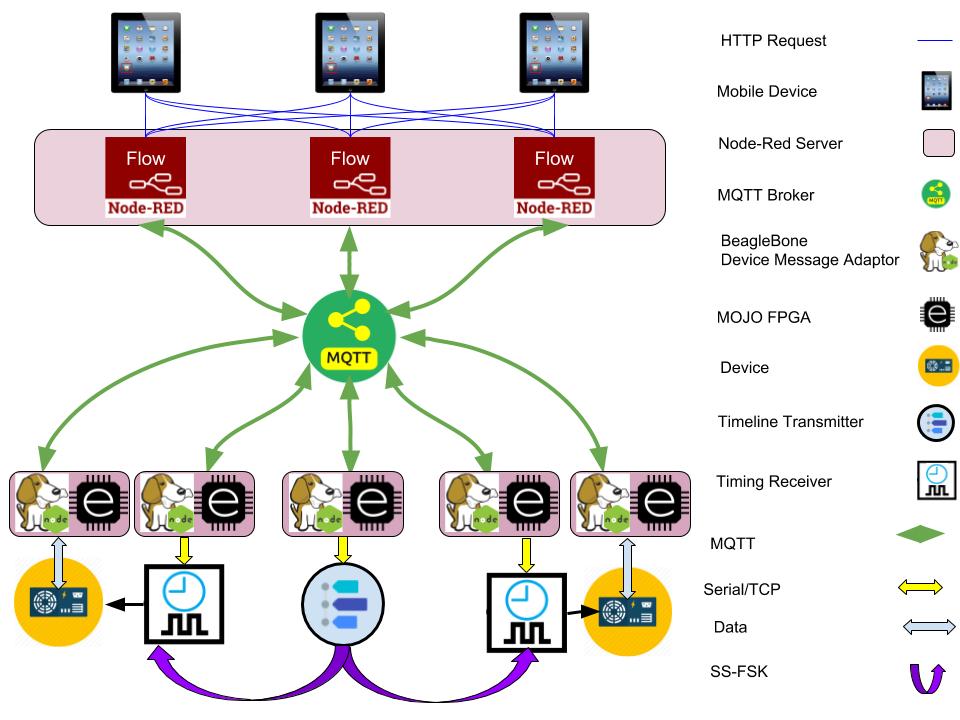 Flow
Node-RED
Flow
Node-RED
Flow
Node-RED
MQTT
node
node
node
node
node
e
e
e
e
e
HTTP Request
Mobile Device
Node-Red Server
MQTT Broker
MQTT
BeagleBone
Device Message Adaptor
node
MOJO FPGA
e
Device
Timeline Transmitter
Timing Receiver
MQTT
Serial/TCP
Data
SS-FSK